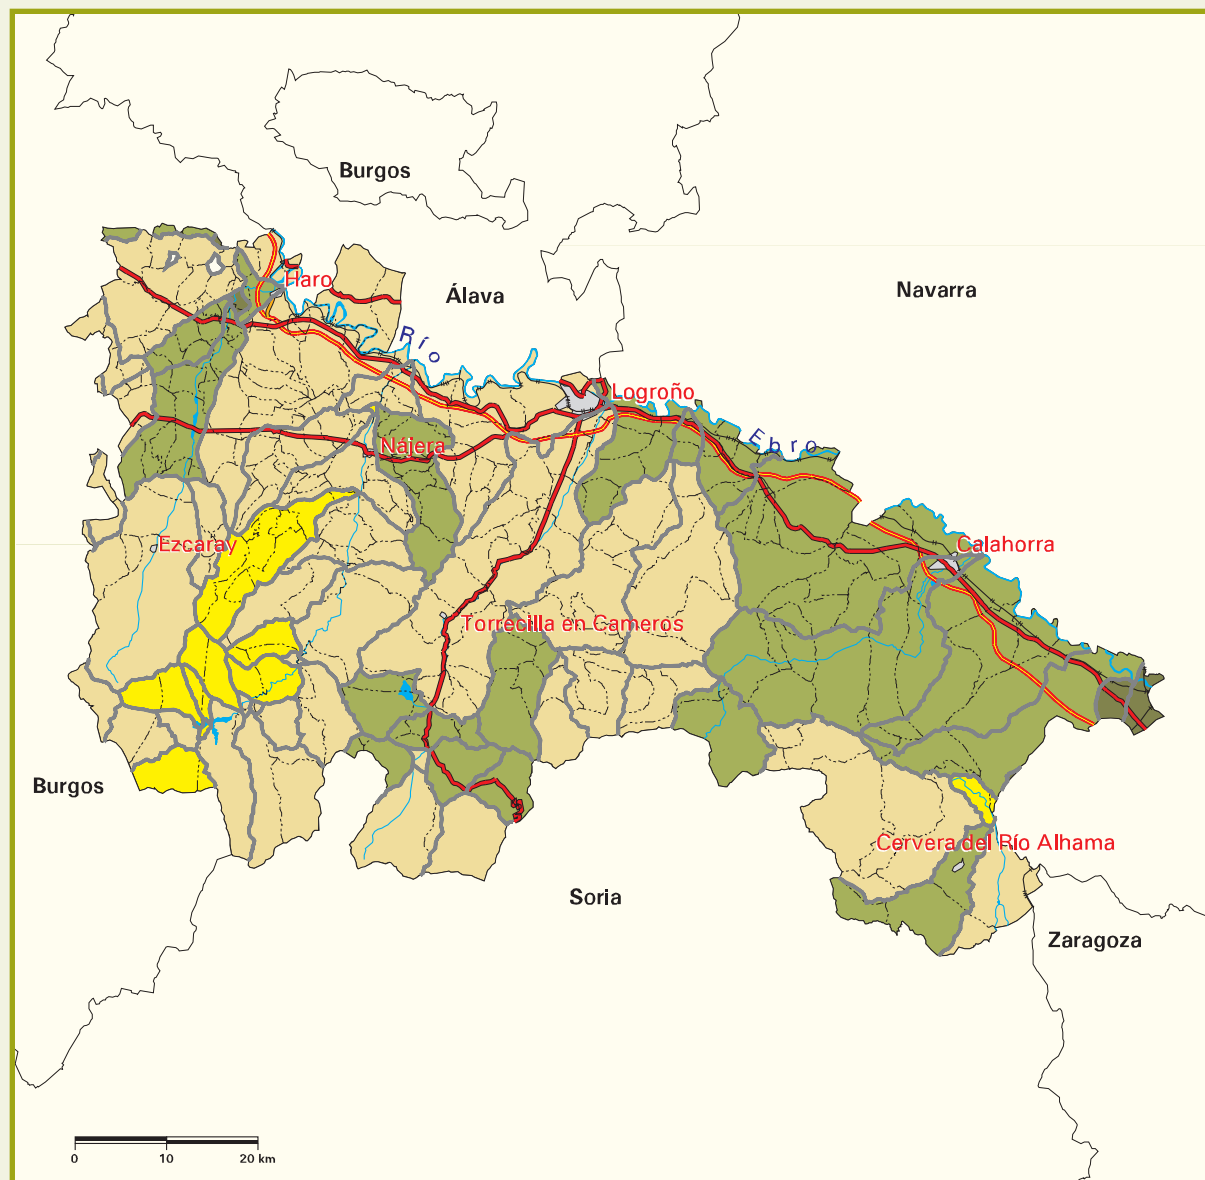 Burgos
Haro
Álava
Navarra
Río
Logroño
Ebro
Nájera
Ezcaray
Calahorra
Torrecilla en Cameros
Burgos
Cervera del Río Alhama
Soria
Zaragoza
0 10 20 km